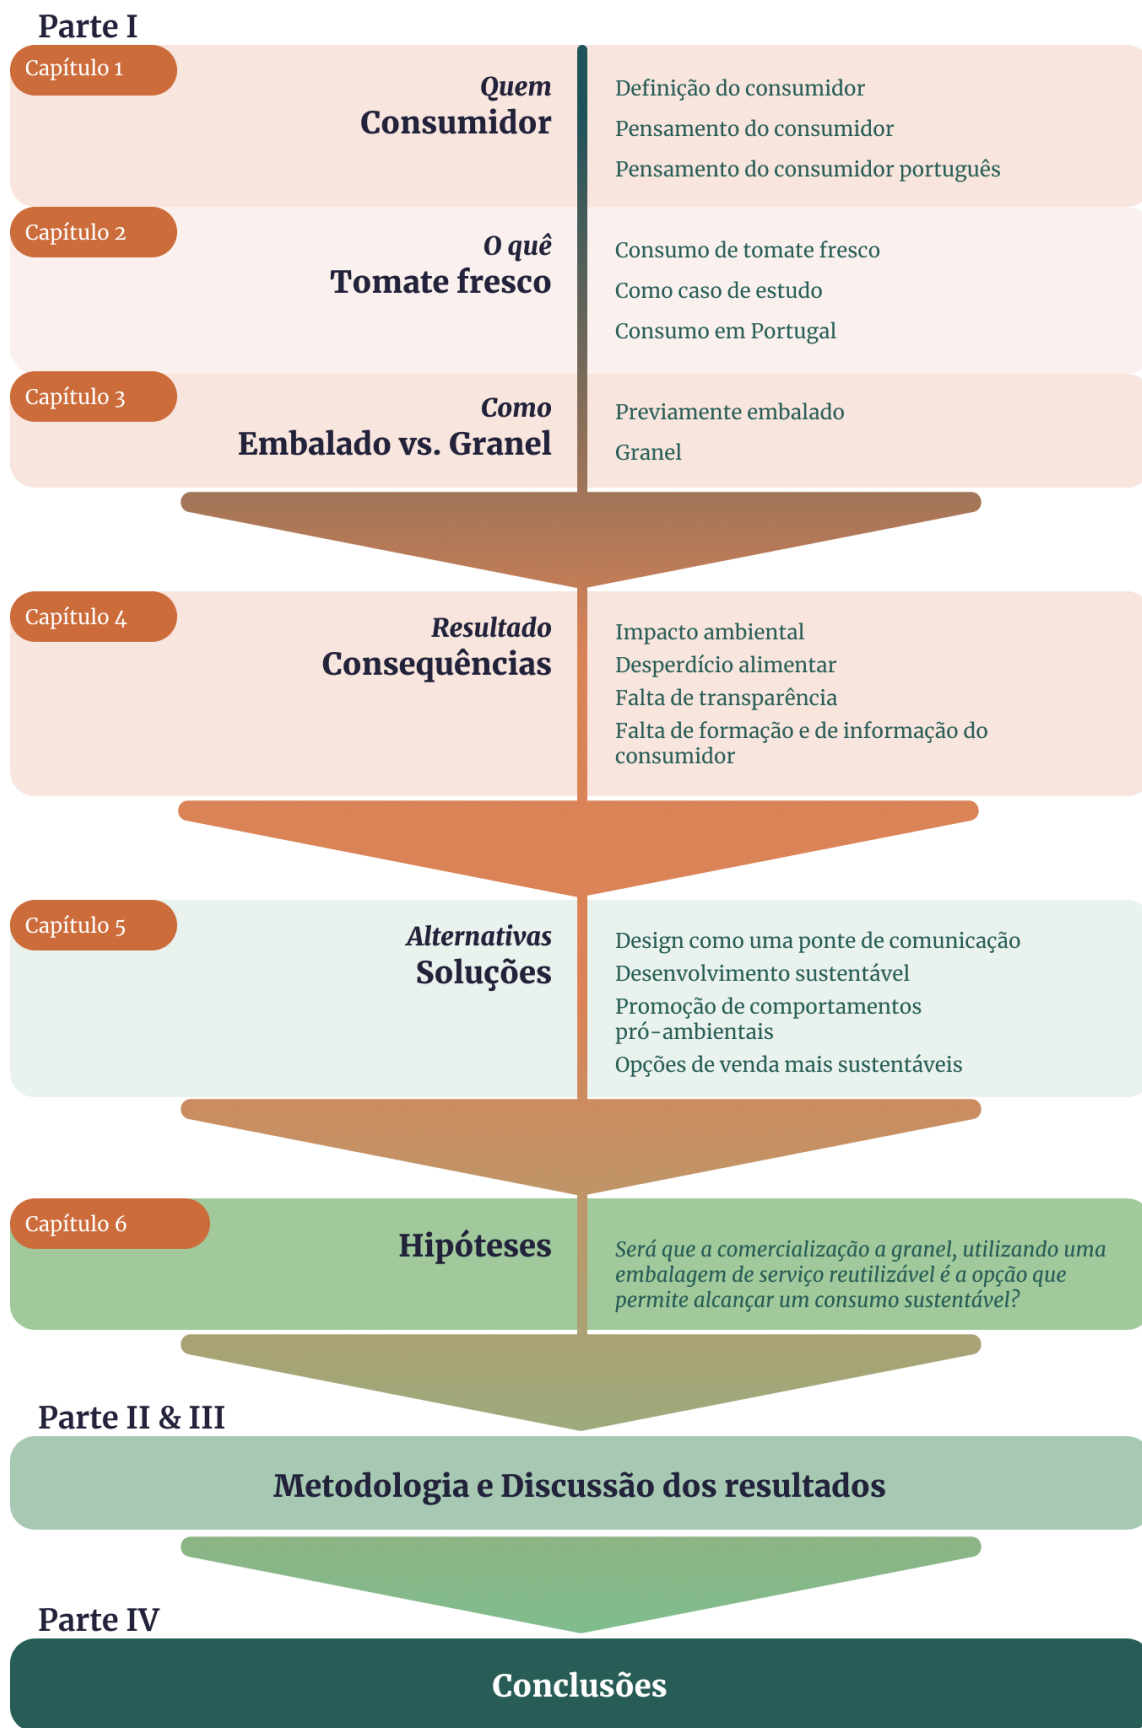 Parte I
Capítulo 1
Quem
Consumidor
Definição do consumidor
Pensamento do consumidor
Pensamento do consumidor português
Capítulo 2
O quê
Tomate fresco
Consumo de tomate fresco
Como caso de estudo
Consumo em Portugal
Capítulo 3
Como
Embalado vs. Granel
Previamente embalado
Granel
Capítulo 4
Resultado
Consequências
Impacto ambiental
Desperdício alimentar
Falta de transparência
Falta de formação e de informação do
consumidor
Capítulo 5
Alternativas
Soluções
Design como uma ponte de comunicação
Desenvolvimento sustentável
Promoção de comportamentos
pró-ambientais
Opções de venda mais sustentáveis
Capítulo 6
Hipóteses
Será que a comercialização a granel, utilizando uma
embalagem de serviço reutilizável é a opção que
permite alcançar um consumo sustentável?
Parte II & III
Metodologia e Discussão dos resultados
Parte IV
Conclusões